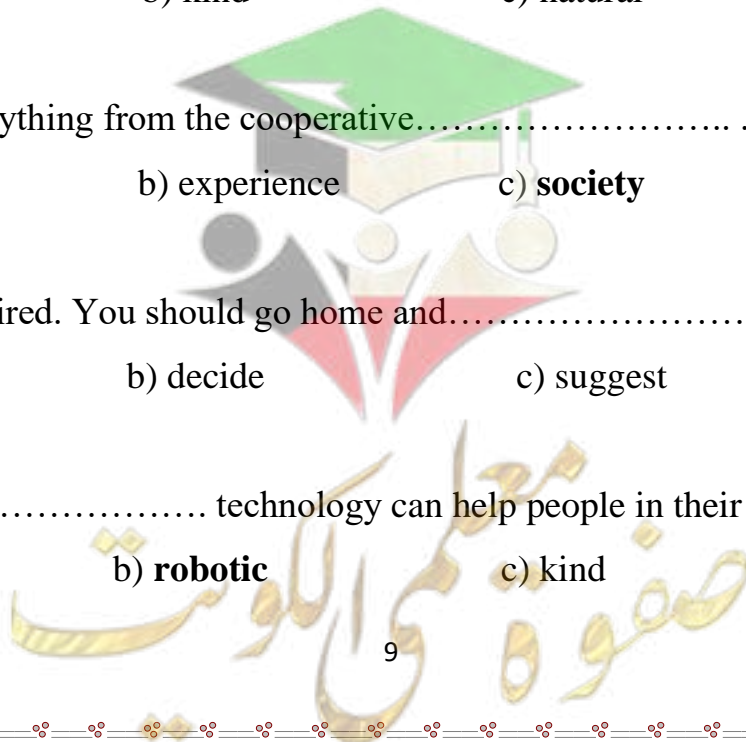 b) kind c) natural
ything from the cooperative…………………….. .
b) experience c) society
ired. You should go home and……………………
b) decide c) suggest
……………. technology can help people in their
b) robotic c) kind
صفوة معلمى الكويت
9